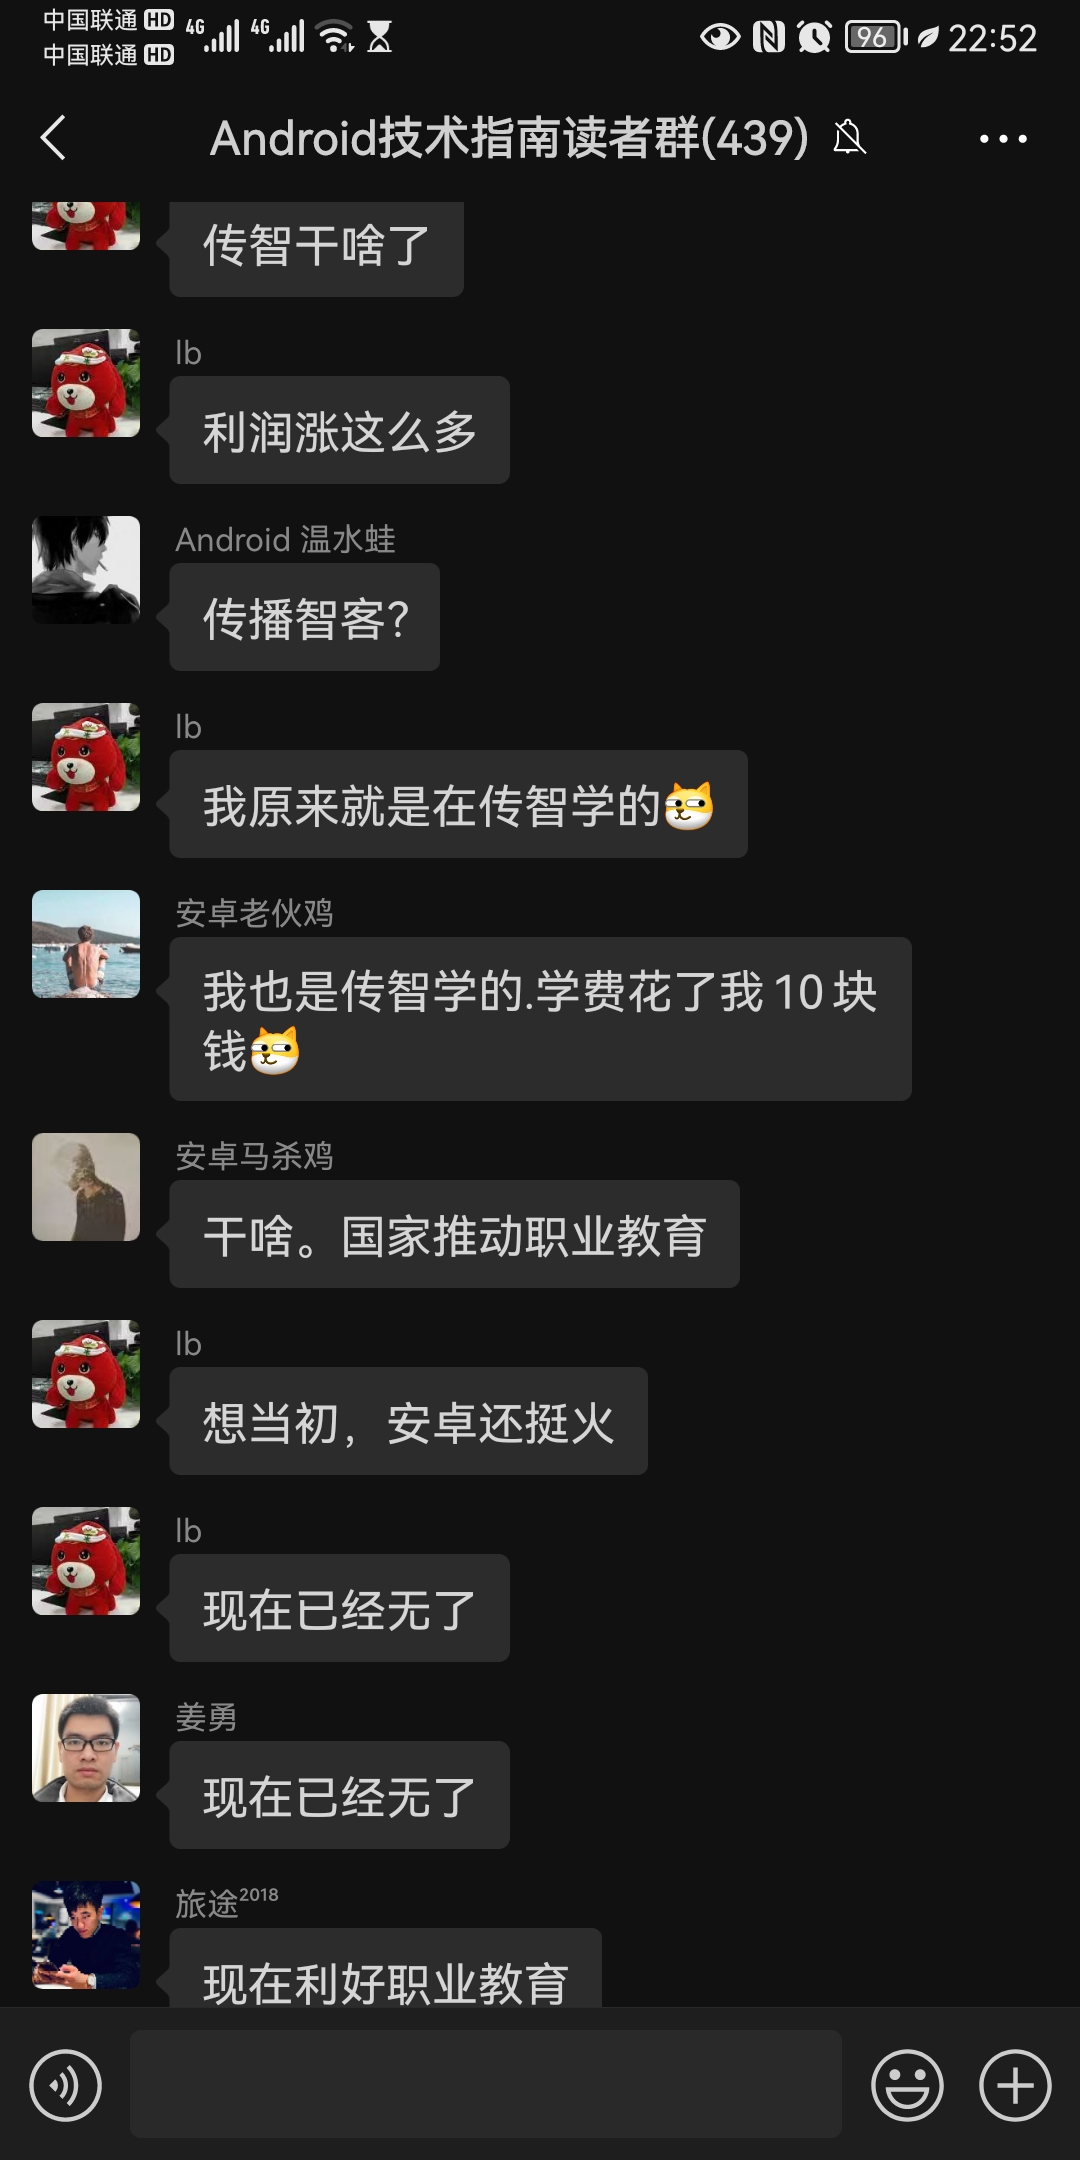 中国联通 HD
中国联通 HD
4G 4G 96 22:52
Android技术指南读者群(439)
传智干啥了
lb
利润涨这么多
Android 温水蛙
传播智客?
lb
我原来就是在传智学的
安卓老伙鸡
我也是传智学的.学费花了我10块
钱
安卓马杀鸡
干啥。国家推动职业教育
lb
想当初，安卓还挺火
lb
现在已经无了
姜勇
现在已经无了
旅途2018
现在利好职业教育